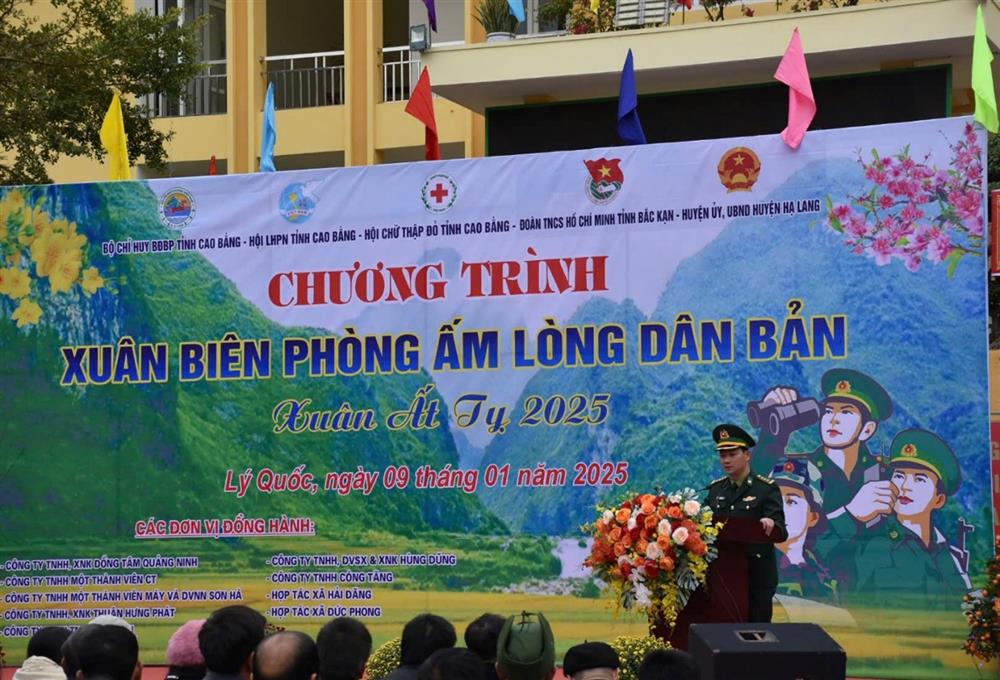 BỘ CHỈ HUY BĐBP TỈNH CAO BẰNG - HỘI LHPN TỈNH CAO BẰNG - HỘI CHỮ THẬP ĐỎ TỈNH CAO BẰNG - ĐOÀN TNCS HỒ CHÍ MINH TỈNH BẮC KẠN - HUYỆN ỦY, UBND HUYỆN HẠ LANG
CHƯƠNG TRÌNH
XUÂN BIÊN PHÒNG ẤM LÒNG DÂN BẢN
Xuân Ất Tỵ 2025
Lý Quốc, ngày 09 tháng 01 năm 2025
CÁC ĐƠN VỊ ĐỒNG HÀNH:
- CÔNG TY TNHH, XNK ĐỒNG TÂM QUẢNG NINH
- CÔNG TY TNHH MỘT THÀNH VIÊN CT
- CÔNG TY TNHH MỘT THÀNH VIÊN MÁY VÀ DVNN SƠN HÀ
- CÔNG TY TNHH, XNK THUẬN HƯNG PHÁT
- CÔNG TY
- CÔNG TY TNHH, DVSX & XNK HÙNG DŨNG
- CÔNG TY TNHH CÔNG TẰNG
- HỢP TÁC XÃ HẢI ĐĂNG
- HỢP TÁC XÃ ĐỨC PHONG